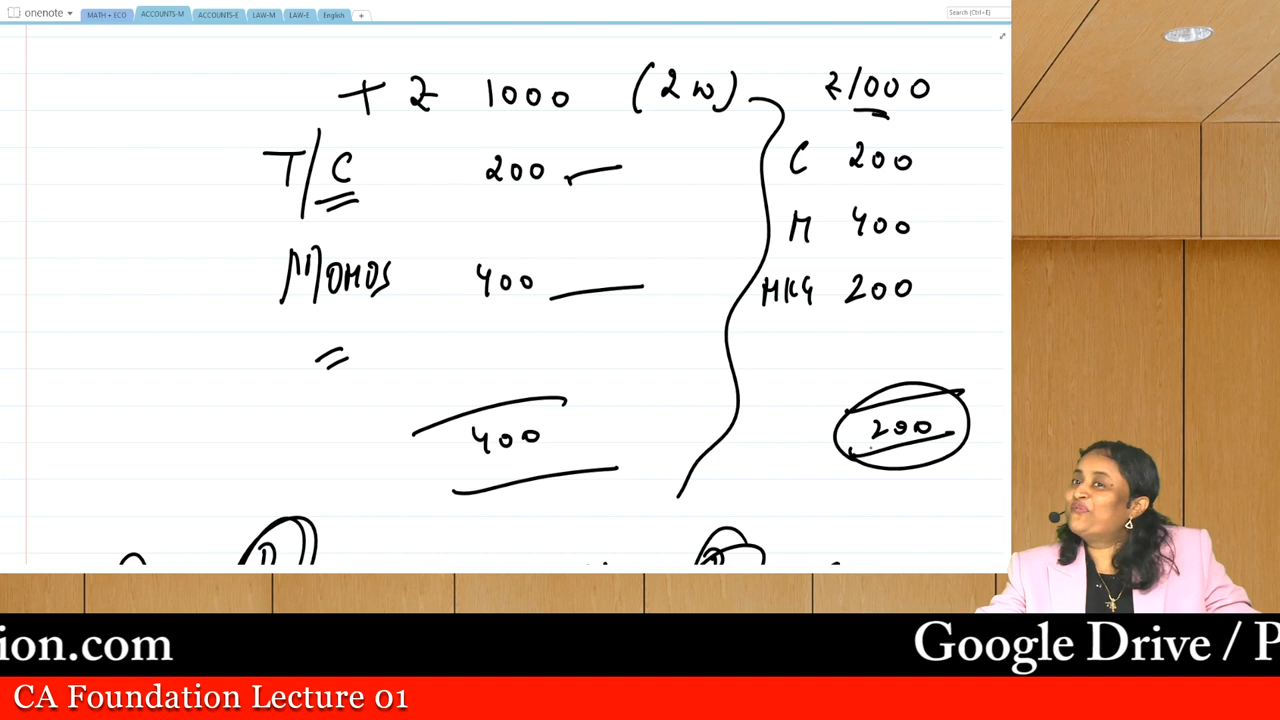 onenote
MATH + ECO ACCOUNTS-M ACCOUNTS-E LAW-M LAW-E English +
Search (Ctrl+E)
+ ₹ 1000 (2 w) ₹1000
T/C 200 C 200
M 400
MOMOS 400 MKG 200
400 200
ion.com Google Drive / P
CA Foundation Lecture 01